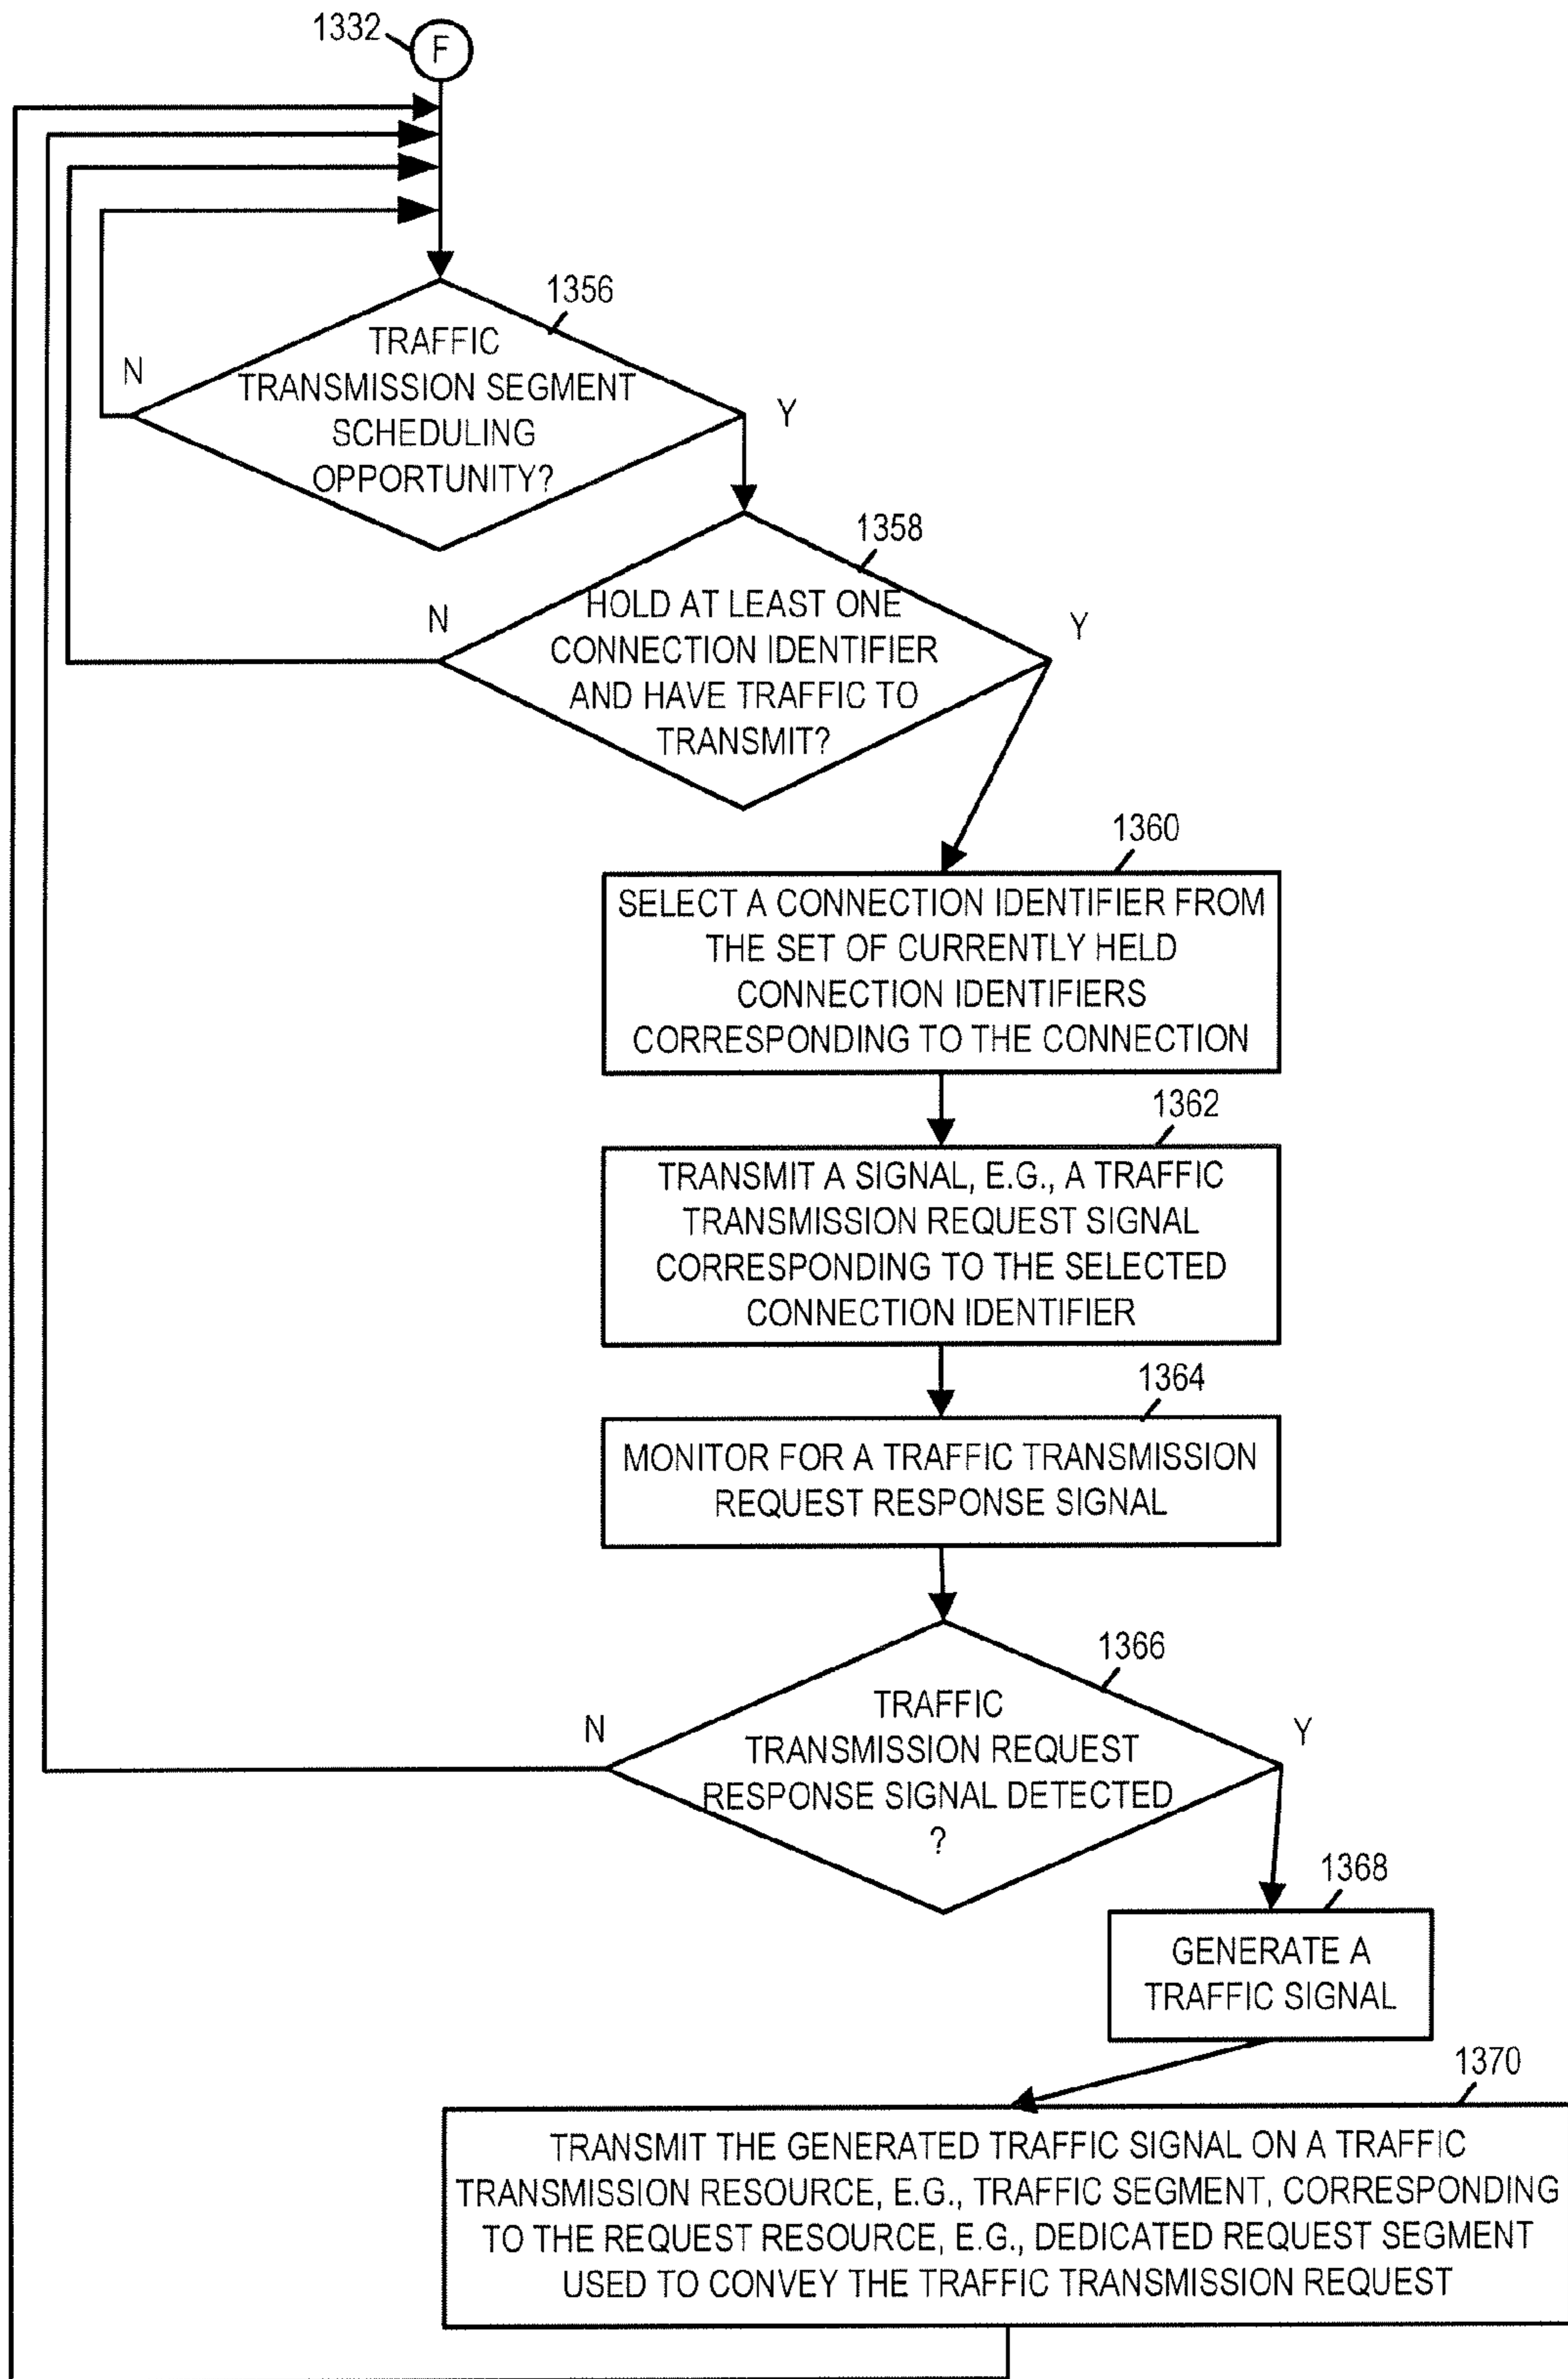 1332
F
1356
TRAFFIC
TRANSMISSION SEGMENT
SCHEDULING
OPPORTUNITY?
N
Y
1358
HOLD AT LEAST ONE
CONNECTION IDENTIFIER
AND HAVE TRAFFIC TO
TRANSMIT?
N
Y
1360
SELECT A CONNECTION IDENTIFIER FROM
THE SET OF CURRENTLY HELD
CONNECTION IDENTIFIERS
CORRESPONDING TO THE CONNECTION
1362
TRANSMIT A SIGNAL, E.G., A TRAFFIC
TRANSMISSION REQUEST SIGNAL
CORRESPONDING TO THE SELECTED
CONNECTION IDENTIFIER
1364
MONITOR FOR A TRAFFIC TRANSMISSION
REQUEST RESPONSE SIGNAL
1366
TRAFFIC
TRANSMISSION REQUEST
RESPONSE SIGNAL DETECTED
?
N
Y
1368
GENERATE A
TRAFFIC SIGNAL
1370
TRANSMIT THE GENERATED TRAFFIC SIGNAL ON A TRAFFIC
TRANSMISSION RESOURCE, E.G., TRAFFIC SEGMENT, CORRESPONDING
TO THE REQUEST RESOURCE, E.G., DEDICATED REQUEST SEGMENT
USED TO CONVEY THE TRAFFIC TRANSMISSION REQUEST